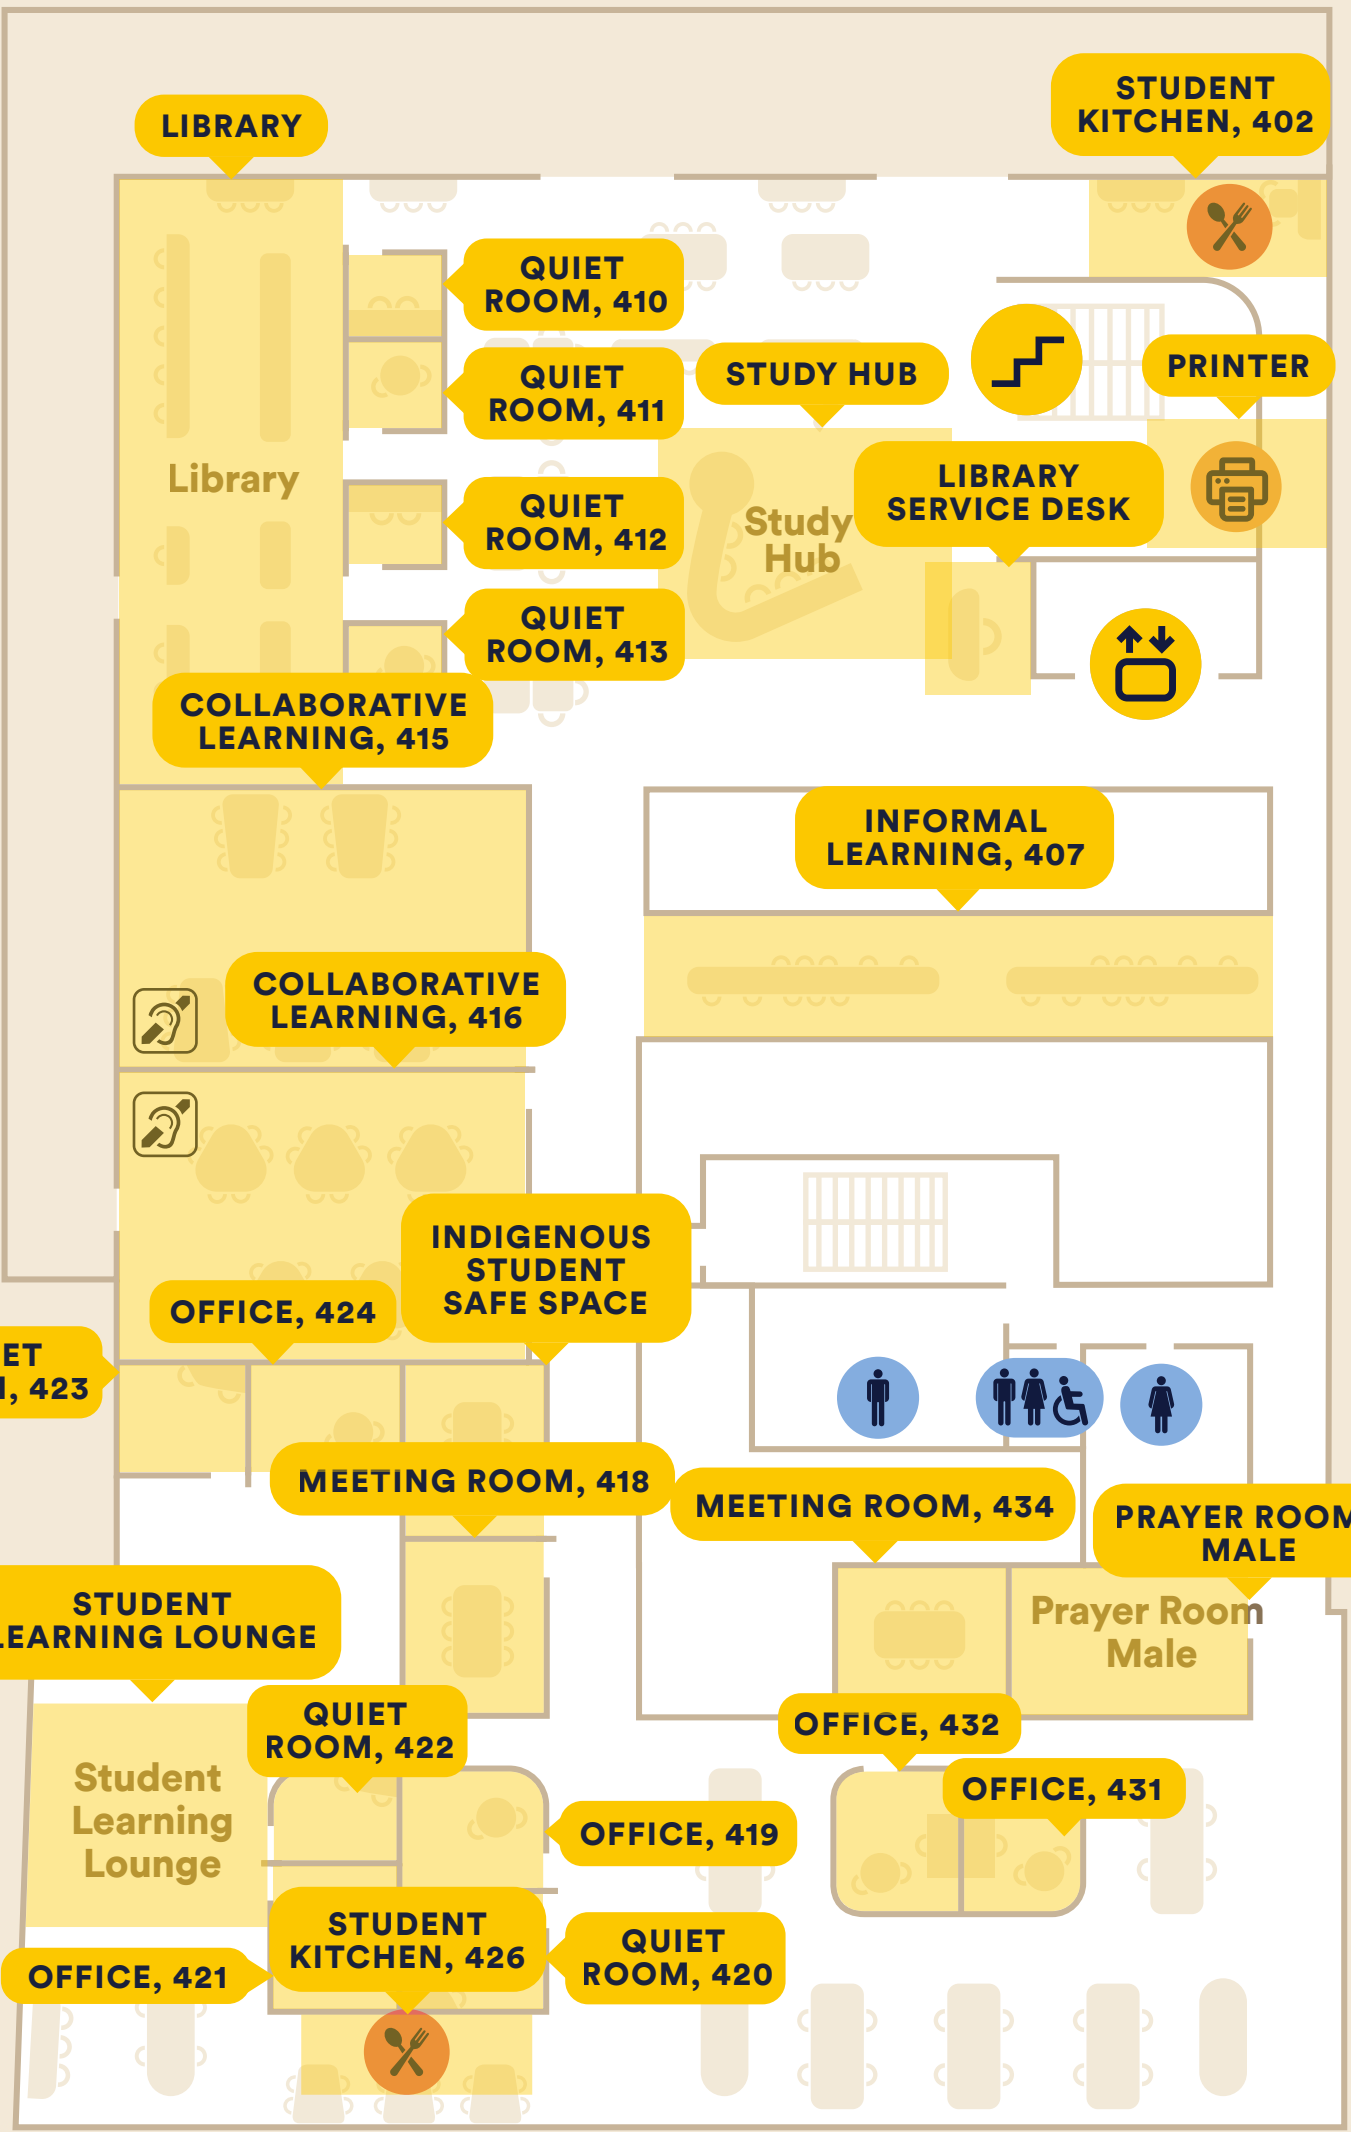 STUDENT
KITCHEN, 402
LIBRARY
QUIET
ROOM, 410
PRINTER
QUIET
ROOM, 411
STUDY HUB
Library
LIBRARY
SERVICE DESK
QUIET
ROOM, 412
Study
Hub
QUIET
ROOM, 413
COLLABORATIVE
LEARNING, 415
INFORMAL
LEARNING, 407
COLLABORATIVE
LEARNING, 416
INDIGENOUS
STUDENT
SAFE SPACE
OFFICE, 424
ET
, 423
MEETING ROOM, 418
MEETING ROOM, 434
PRAYER ROOM
MALE
STUDENT
LEARNING LOUNGE
Prayer Room
Male
QUIET
ROOM, 422
OFFICE, 432
Student
Learning
Lounge
OFFICE, 431
OFFICE, 419
STUDENT
KITCHEN, 426
QUIET
ROOM, 420
OFFICE, 421